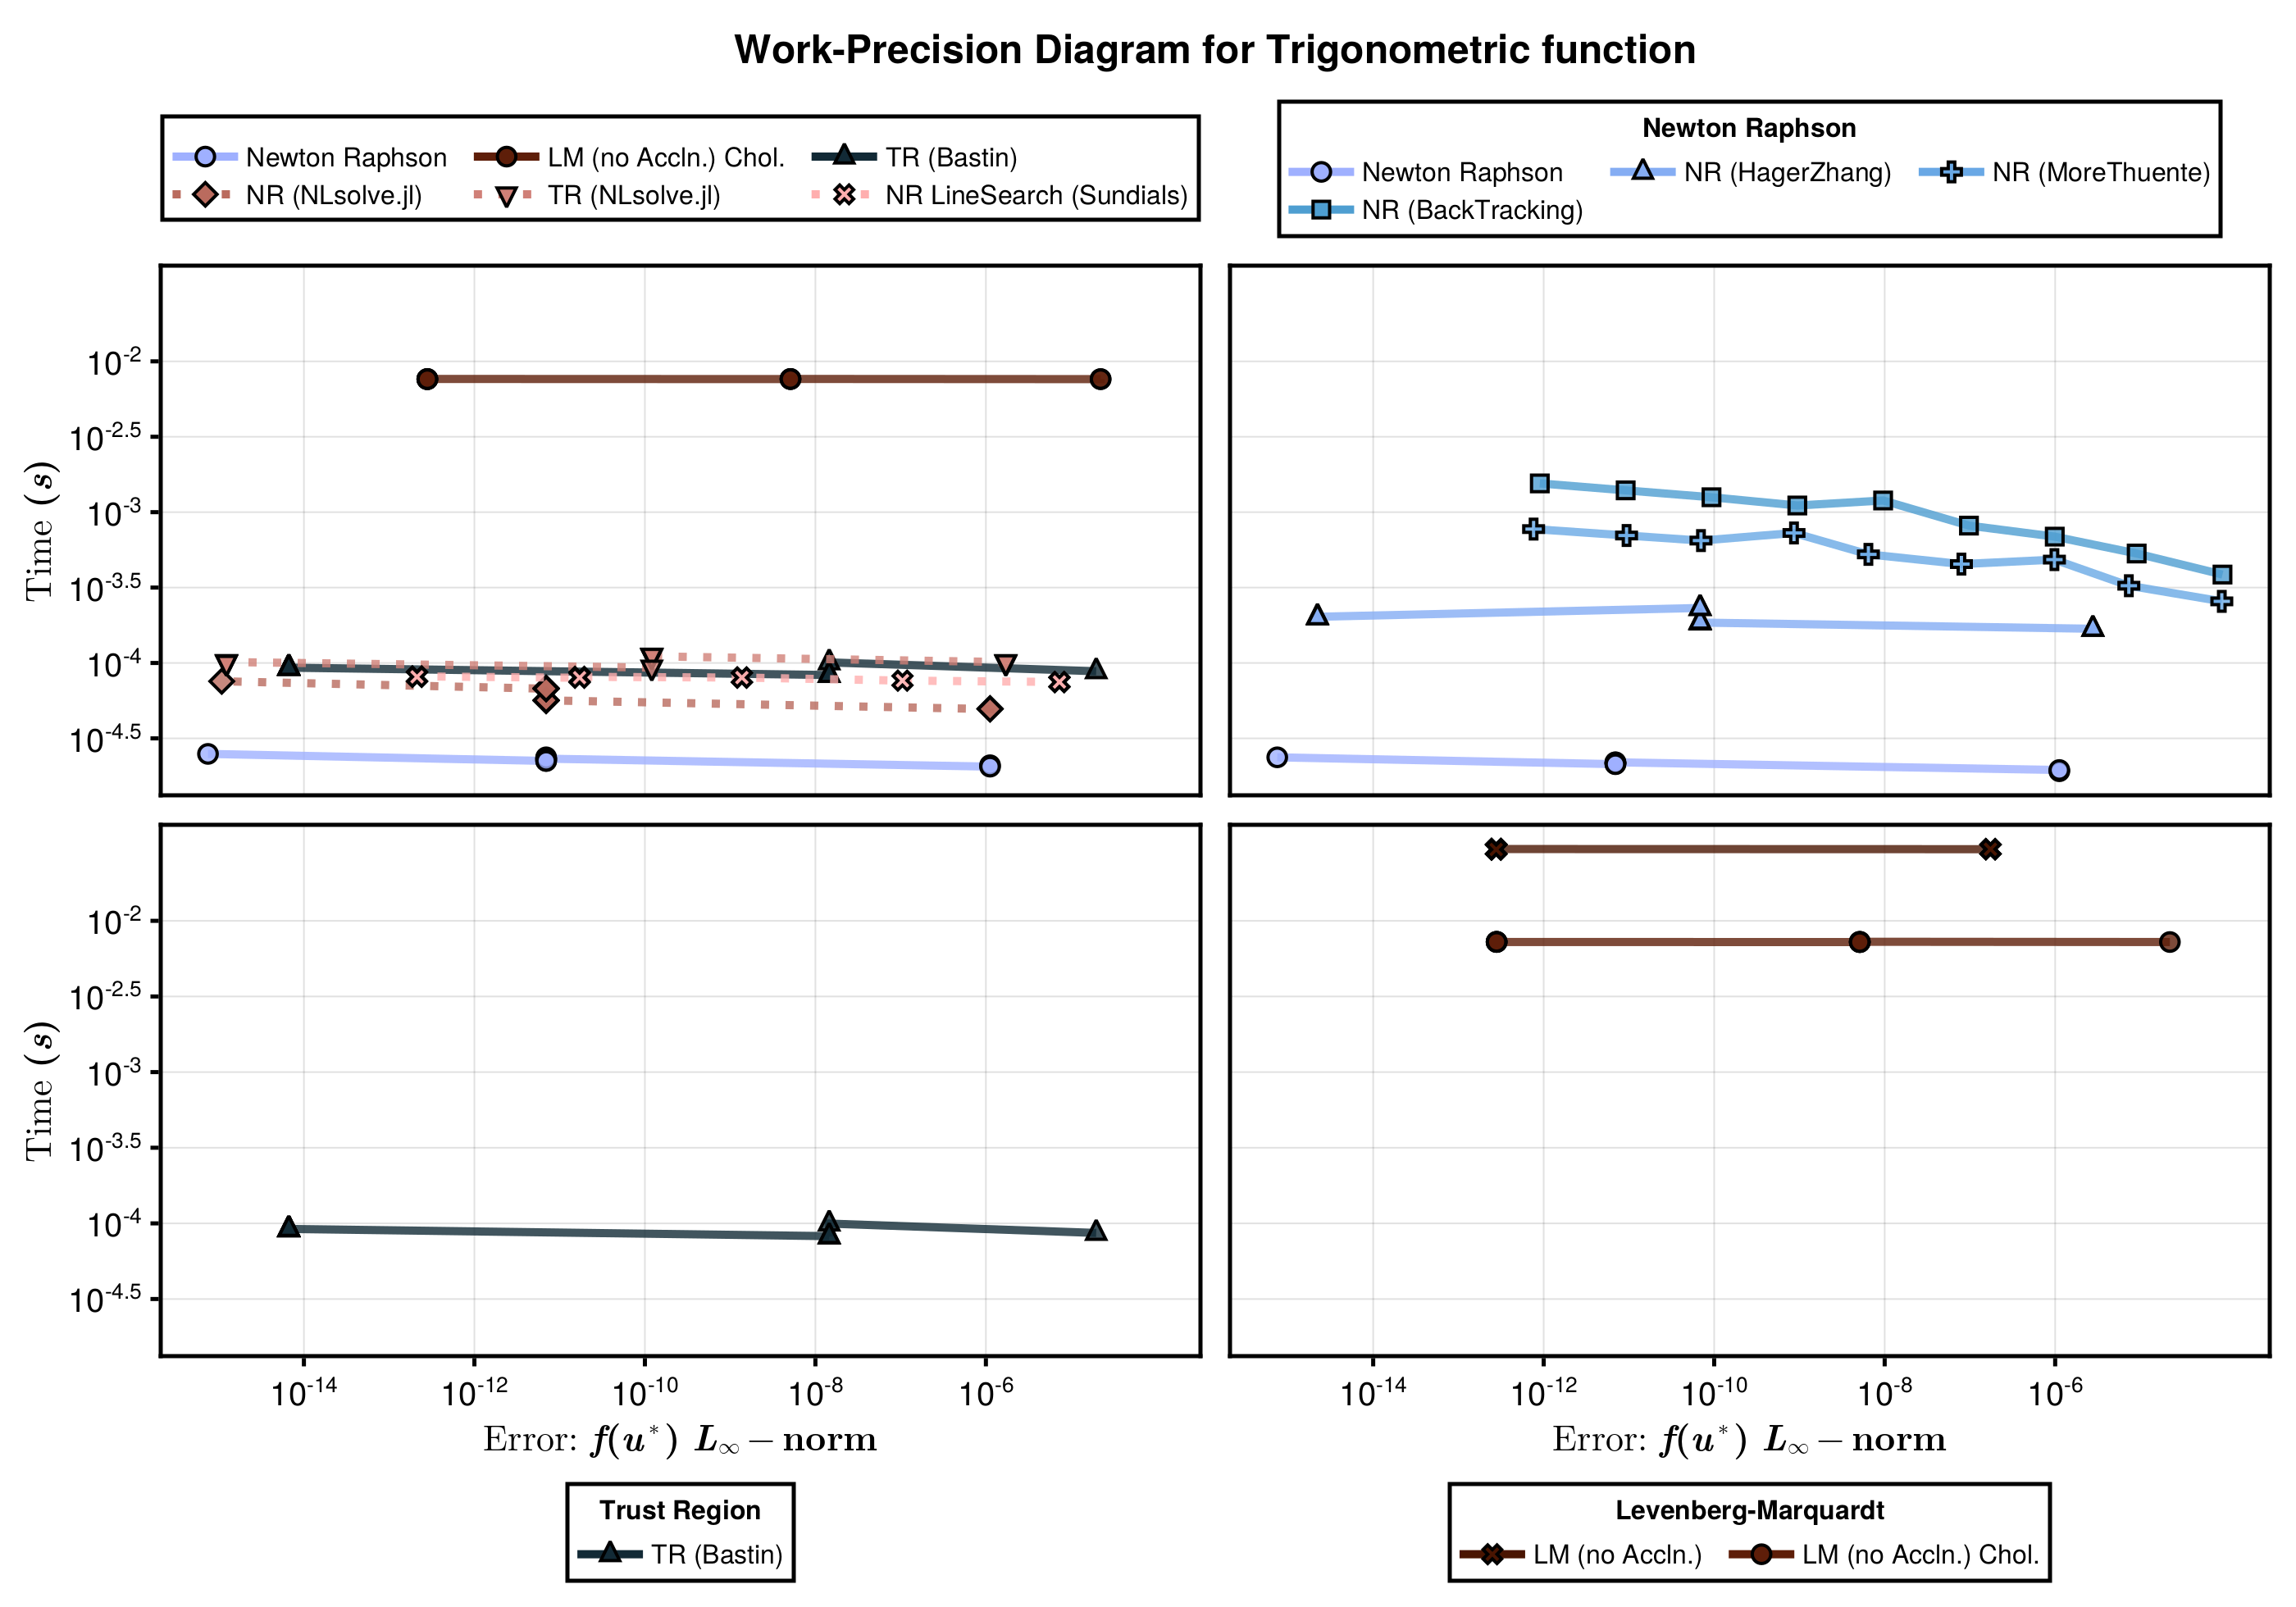 Work-Precision Diagram for Trigonometric function
Newton Raphson LM (no Accln.) Chol. TR (Bastin)
NR (NLsolve.jl) TR (NLsolve.jl) NR LineSearch (Sundials)
Newton Raphson
Newton Raphson NR (HagerZhang) NR (MoreThuente)
NR (BackTracking)
Time (s)
10^-2
10^-2.5
10^-3
10^-3.5
10^-4
10^-4.5
Time (s)
10^-2
10^-2.5
10^-3
10^-3.5
10^-4
10^-4.5
10^-14 10^-12 10^-10 10^-8 10^-6
10^-14 10^-12 10^-10 10^-8 10^-6
Error: f(u*) L∞ − norm
Error: f(u*) L∞ − norm
Trust Region
TR (Bastin)
Levenberg-Marquardt
LM (no Accln.) LM (no Accln.) Chol.